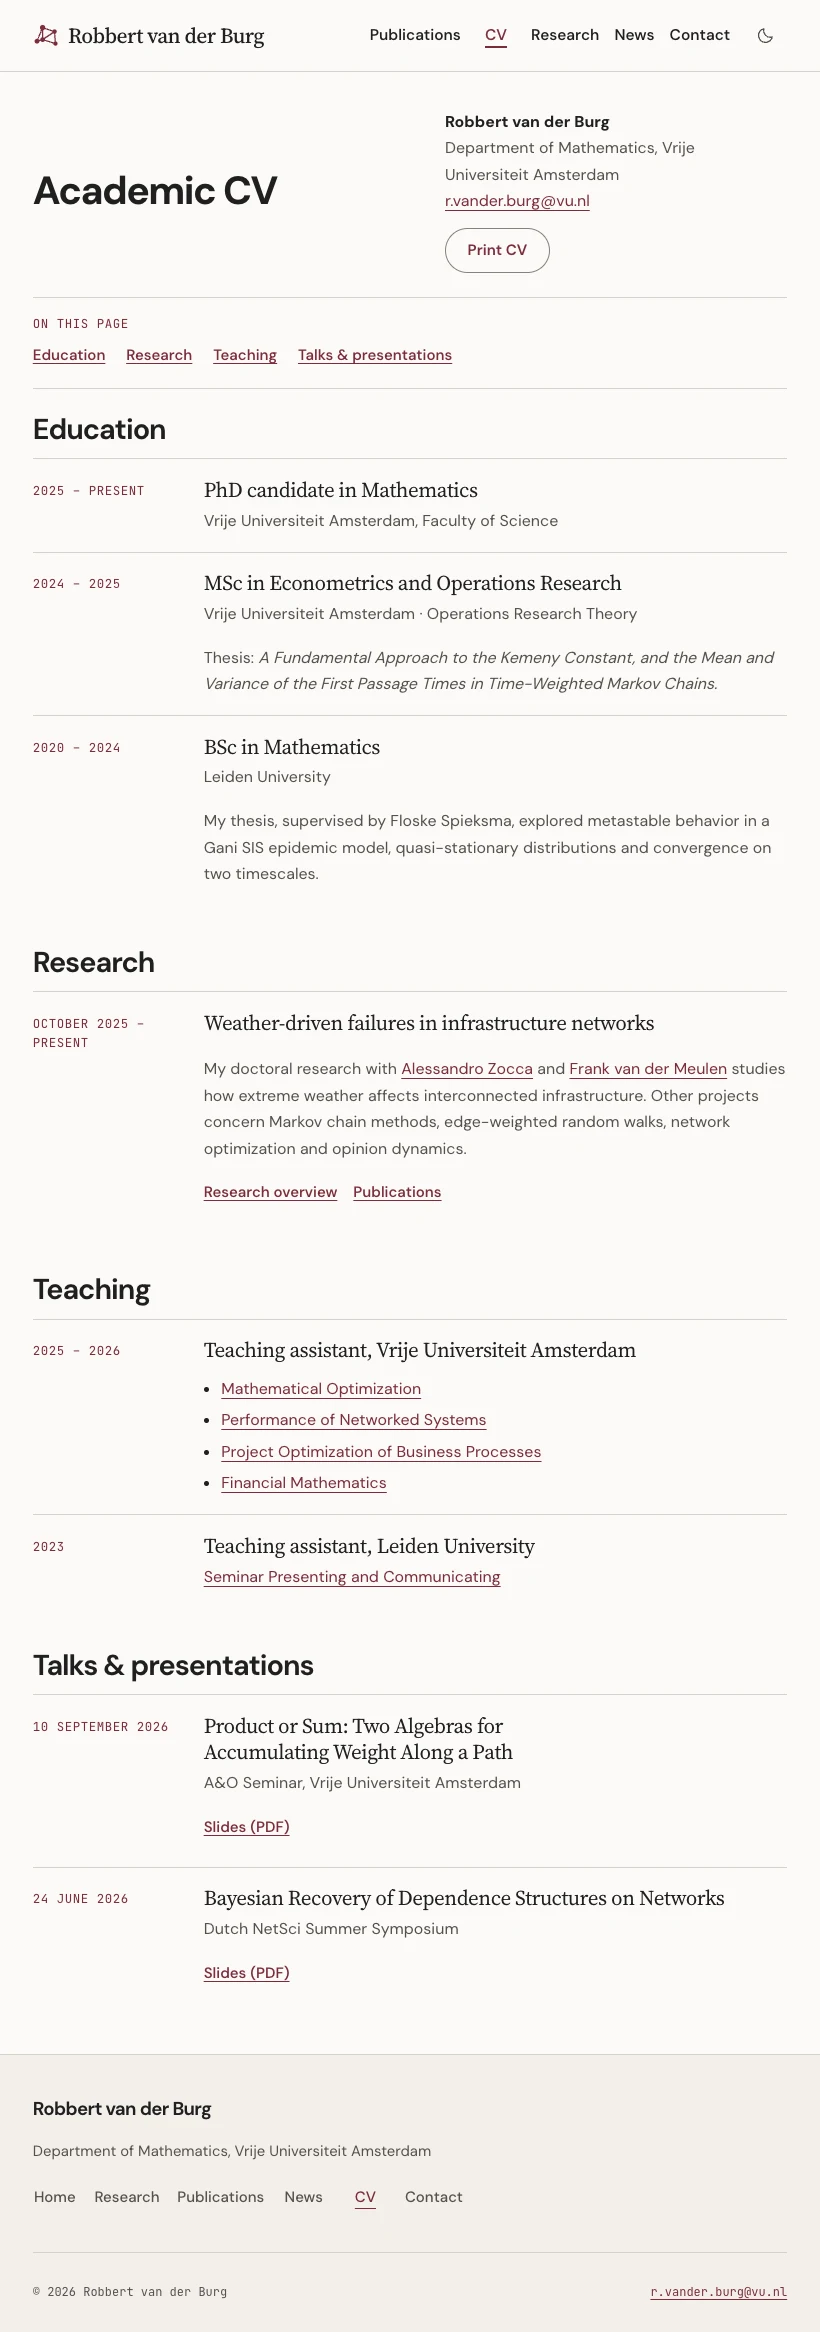 Robbert van der Burg
Publications CV Research News Contact
Academic CV
Robbert van der Burg
Department of Mathematics, Vrije
Universiteit Amsterdam
r.vander.burg@vu.nl
Print CV
ON THIS PAGE
Education Research Teaching Talks & presentations
Education
2025 – PRESENT
PhD candidate in Mathematics
Vrije Universiteit Amsterdam, Faculty of Science
2024 – 2025
MSc in Econometrics and Operations Research
Vrije Universiteit Amsterdam · Operations Research Theory
Thesis: A Fundamental Approach to the Kemeny Constant, and the Mean and
Variance of the First Passage Times in Time-Weighted Markov Chains.
2020 – 2024
BSc in Mathematics
Leiden University
My thesis, supervised by Floske Spieksma, explored metastable behavior in a
Gani SIS epidemic model, quasi-stationary distributions and convergence on
two timescales.
Research
OCTOBER 2025 –
PRESENT
Weather-driven failures in infrastructure networks
My doctoral research with Alessandro Zocca and Frank van der Meulen studies
how extreme weather affects interconnected infrastructure. Other projects
concern Markov chain methods, edge-weighted random walks, network
optimization and opinion dynamics.
Research overview Publications
Teaching
2025 – 2026
Teaching assistant, Vrije Universiteit Amsterdam
• Mathematical Optimization
• Performance of Networked Systems
• Project Optimization of Business Processes
• Financial Mathematics
2023
Teaching assistant, Leiden University
Seminar Presenting and Communicating
Talks & presentations
10 SEPTEMBER 2026
Product or Sum: Two Algebras for
Accumulating Weight Along a Path
A&O Seminar, Vrije Universiteit Amsterdam
Slides (PDF)
24 JUNE 2026
Bayesian Recovery of Dependence Structures on Networks
Dutch NetSci Summer Symposium
Slides (PDF)
Robbert van der Burg
Department of Mathematics, Vrije Universiteit Amsterdam
Home Research Publications News CV Contact
© 2026 Robbert van der Burg
r.vander.burg@vu.nl